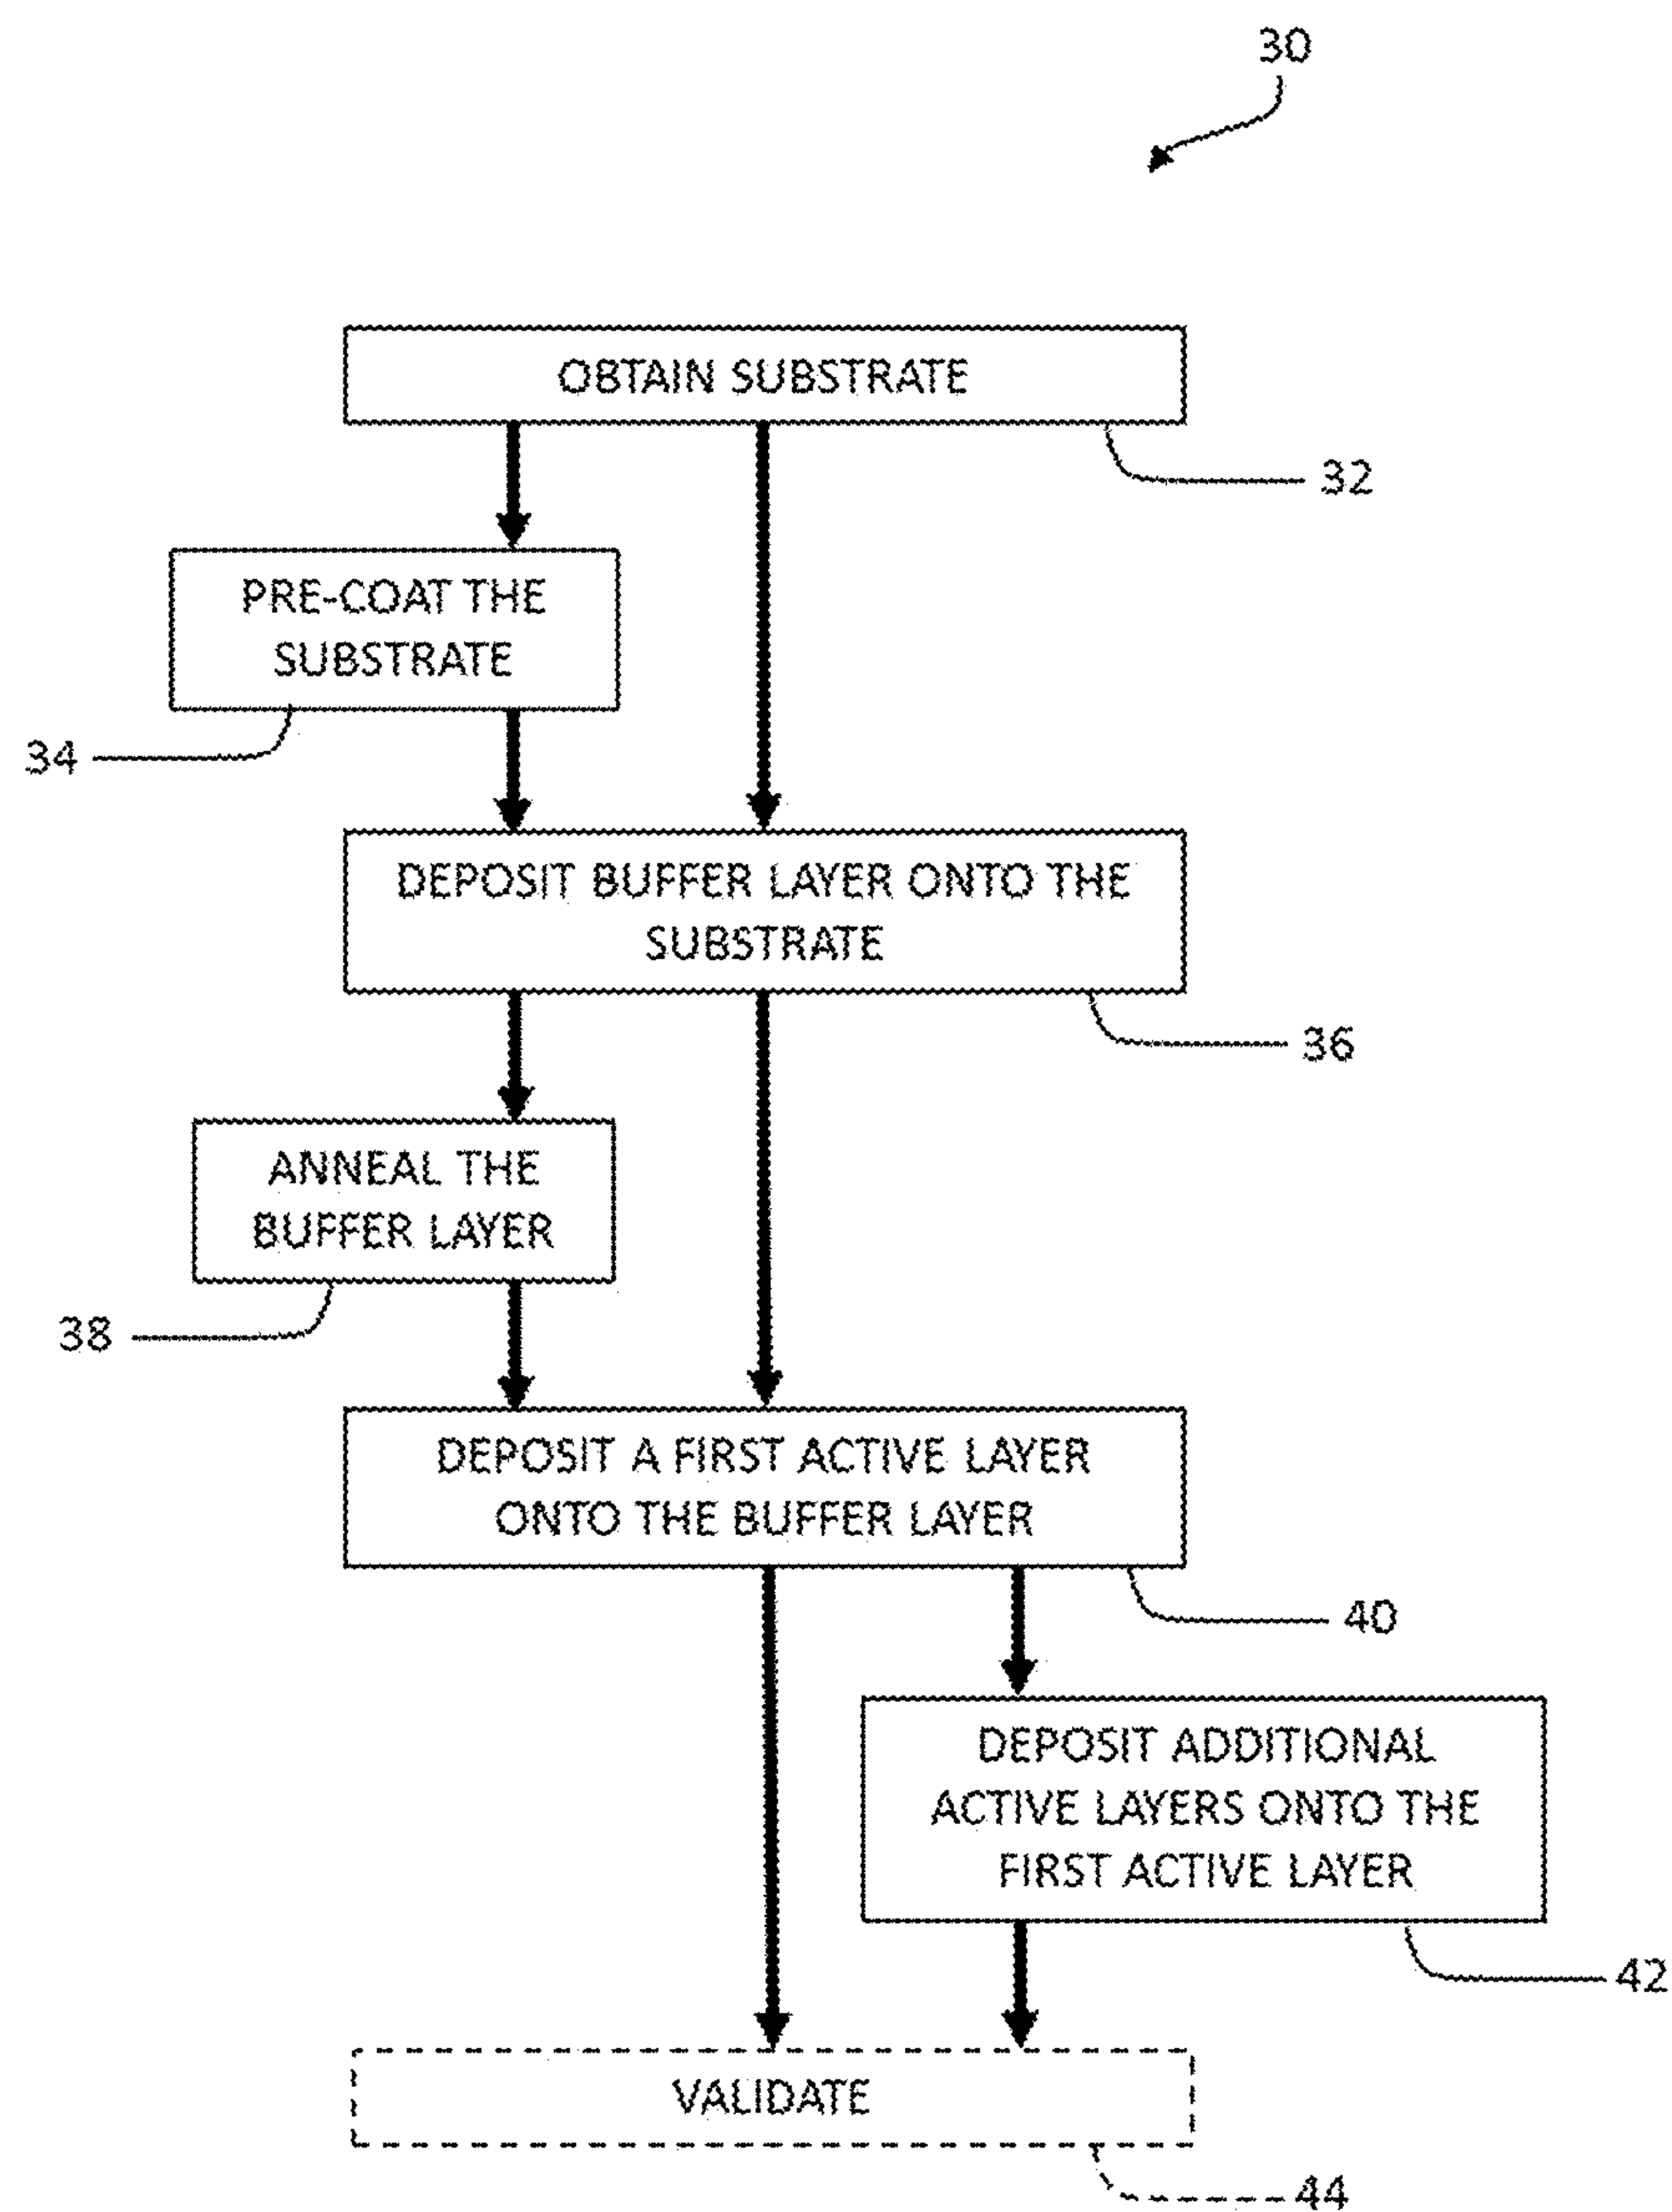 30
OBTAIN SUBSTRATE
32
PRE-COAT THE
SUBSTRATE
34
DEPOSIT BUFFER LAYER ONTO THE
SUBSTRATE
36
ANNEAL THE
BUFFER LAYER
38
DEPOSIT A FIRST ACTIVE LAYER
ONTO THE BUFFER LAYER
40
DEPOSIT ADDITIONAL
ACTIVE LAYERS ONTO THE
FIRST ACTIVE LAYER
42
VALIDATE
44